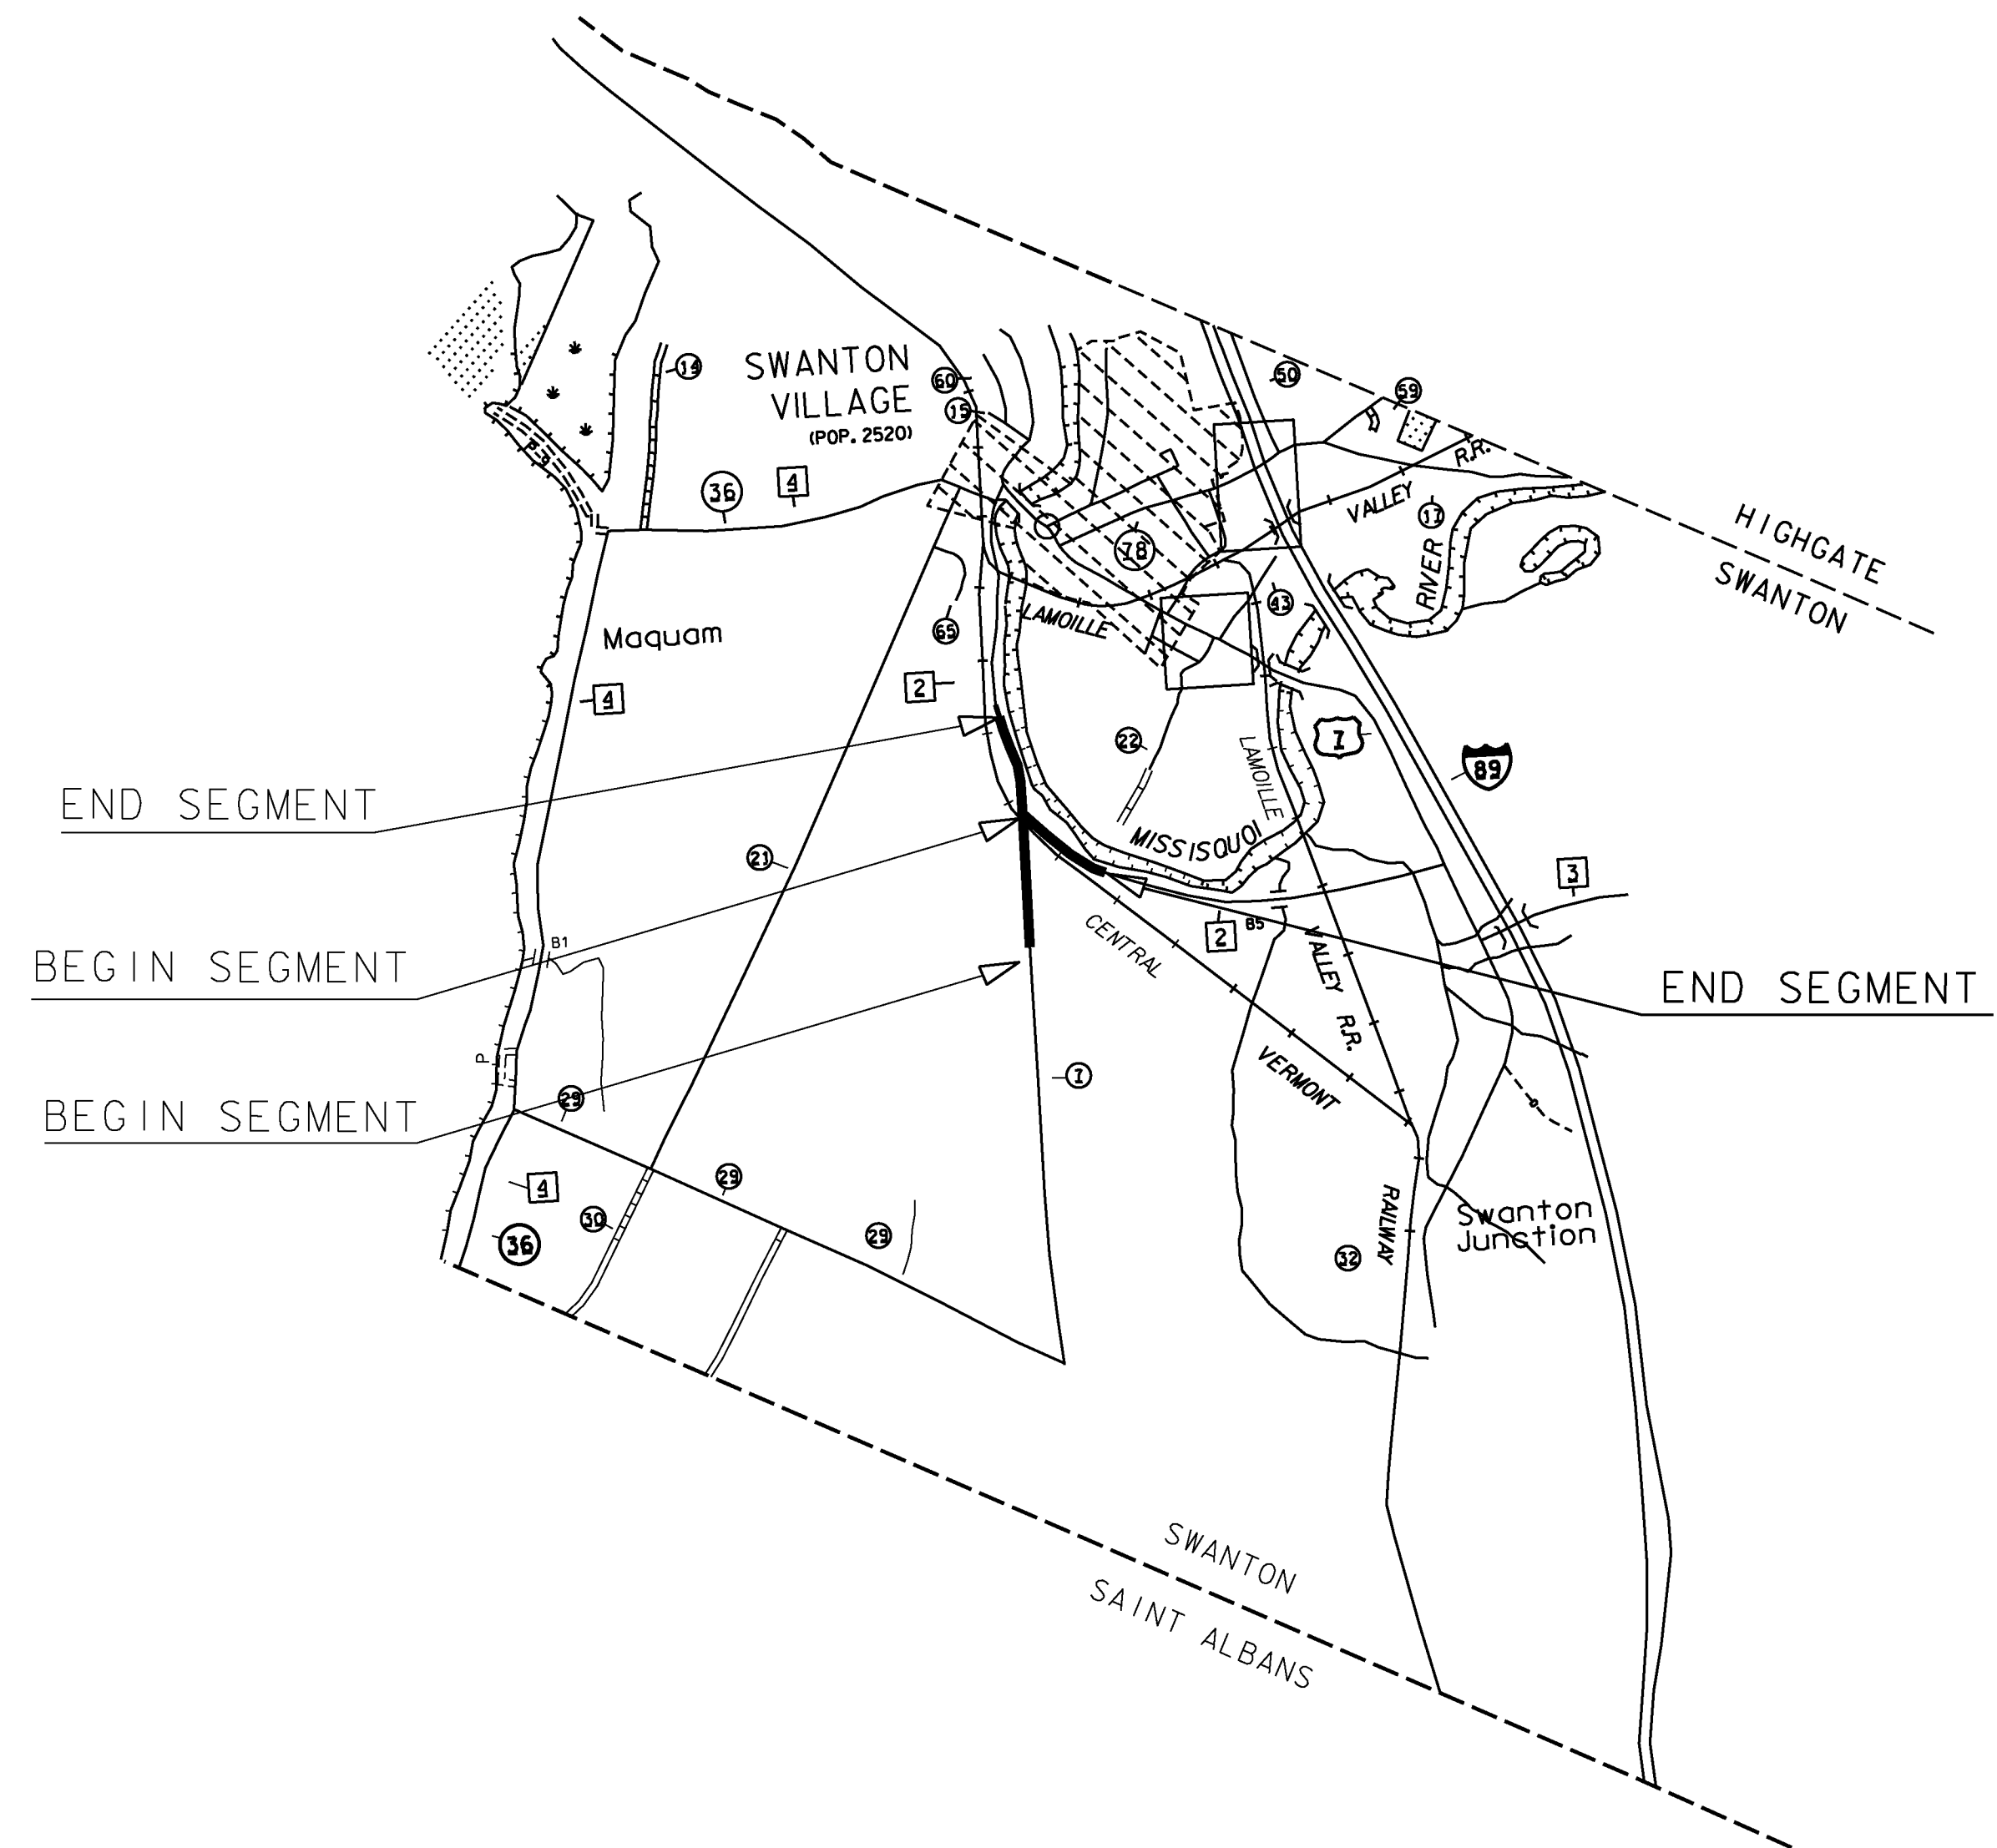 14
SWANTON
VILLAGE
(POP. 2520)
60
15
50
59
36
4
78
VALLEY
R.R.
17
RIVER
HIGHGATE
SWANTON
Maquam
65
LAMOILLE
43
4
2
22
LAMOILLE
1
89
END SEGMENT
21
MISSISQUOI
3
B1
BEGIN SEGMENT
CENTRAL
2
B5
VALLEY
R.R.
END SEGMENT
P
29
BEGIN SEGMENT
1
VERMONT
4
30
29
36
29
32
RAILWAY
Swanton
Junction
SWANTON
SAINT ALBANS